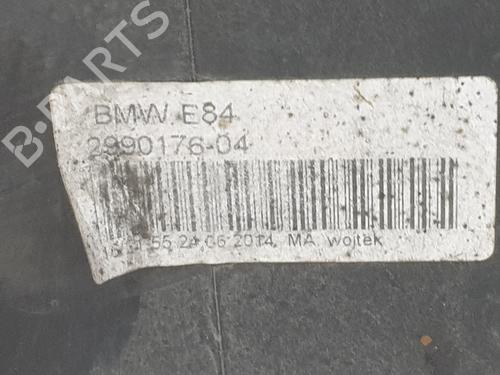 B-PARTS
BMW E84
2990176-04
55 24.06.2014, MA wojtek